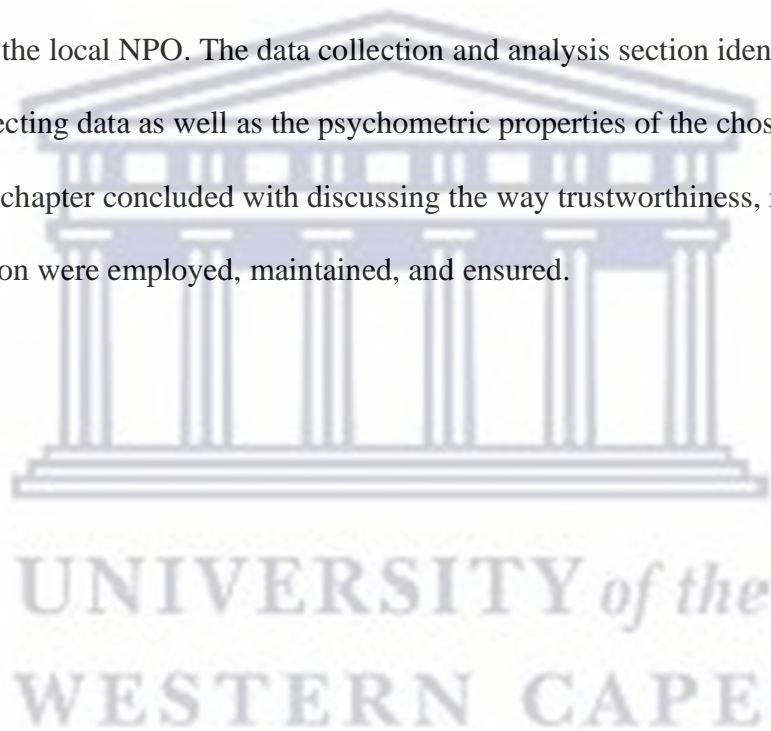 the local NPO. The data collection and analysis section iden
ecting data as well as the psychometric properties of the chos
chapter concluded with discussing the way trustworthiness,
on were employed, maintained, and ensured.
UNIVERSITY of the
WESTERN CAPE